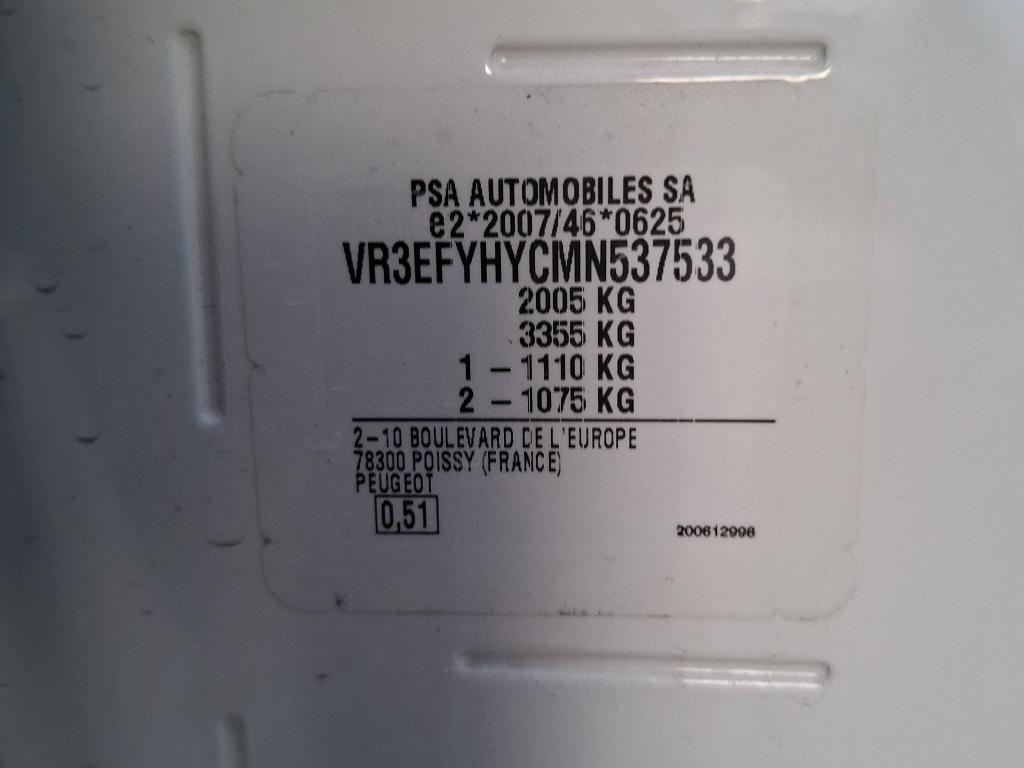 PSA AUTOMOBILES SA
e2*2007/46*0625
VR3EFYHYCMN537533
2005 KG
3355 KG
1 - 1110 KG
2 - 1075 KG
2-10 BOULEVARD DE L'EUROPE
78300 POISSY (FRANCE)
PEUGEOT
0,51
200612998